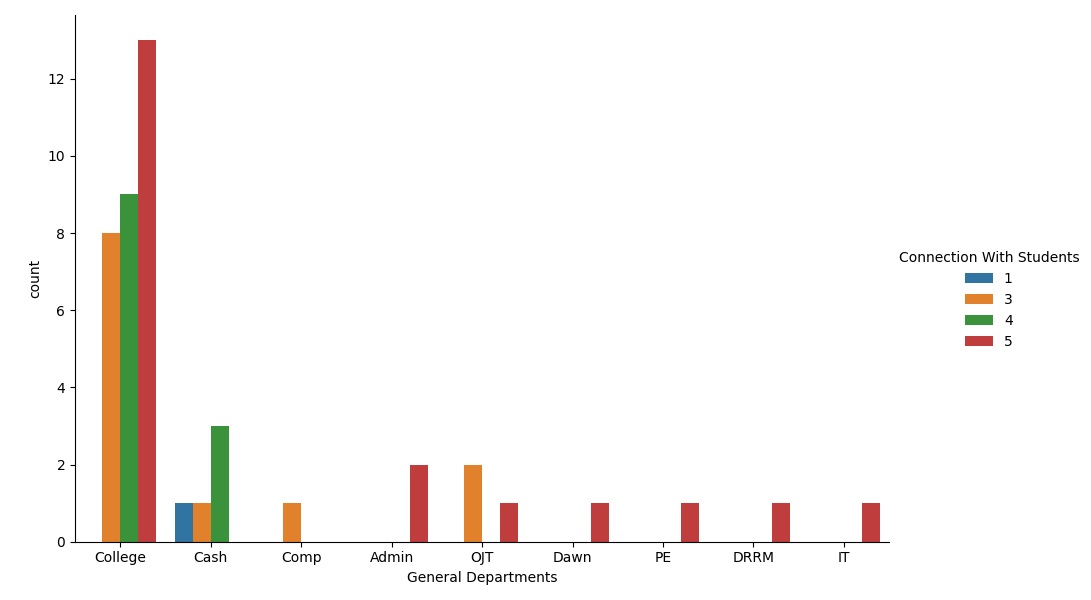 count
12
10
8
6
4
2
0
College Cash Comp Admin OJT Dawn PE DRRM IT
General Departments
Connection With Students
1
3
4
5